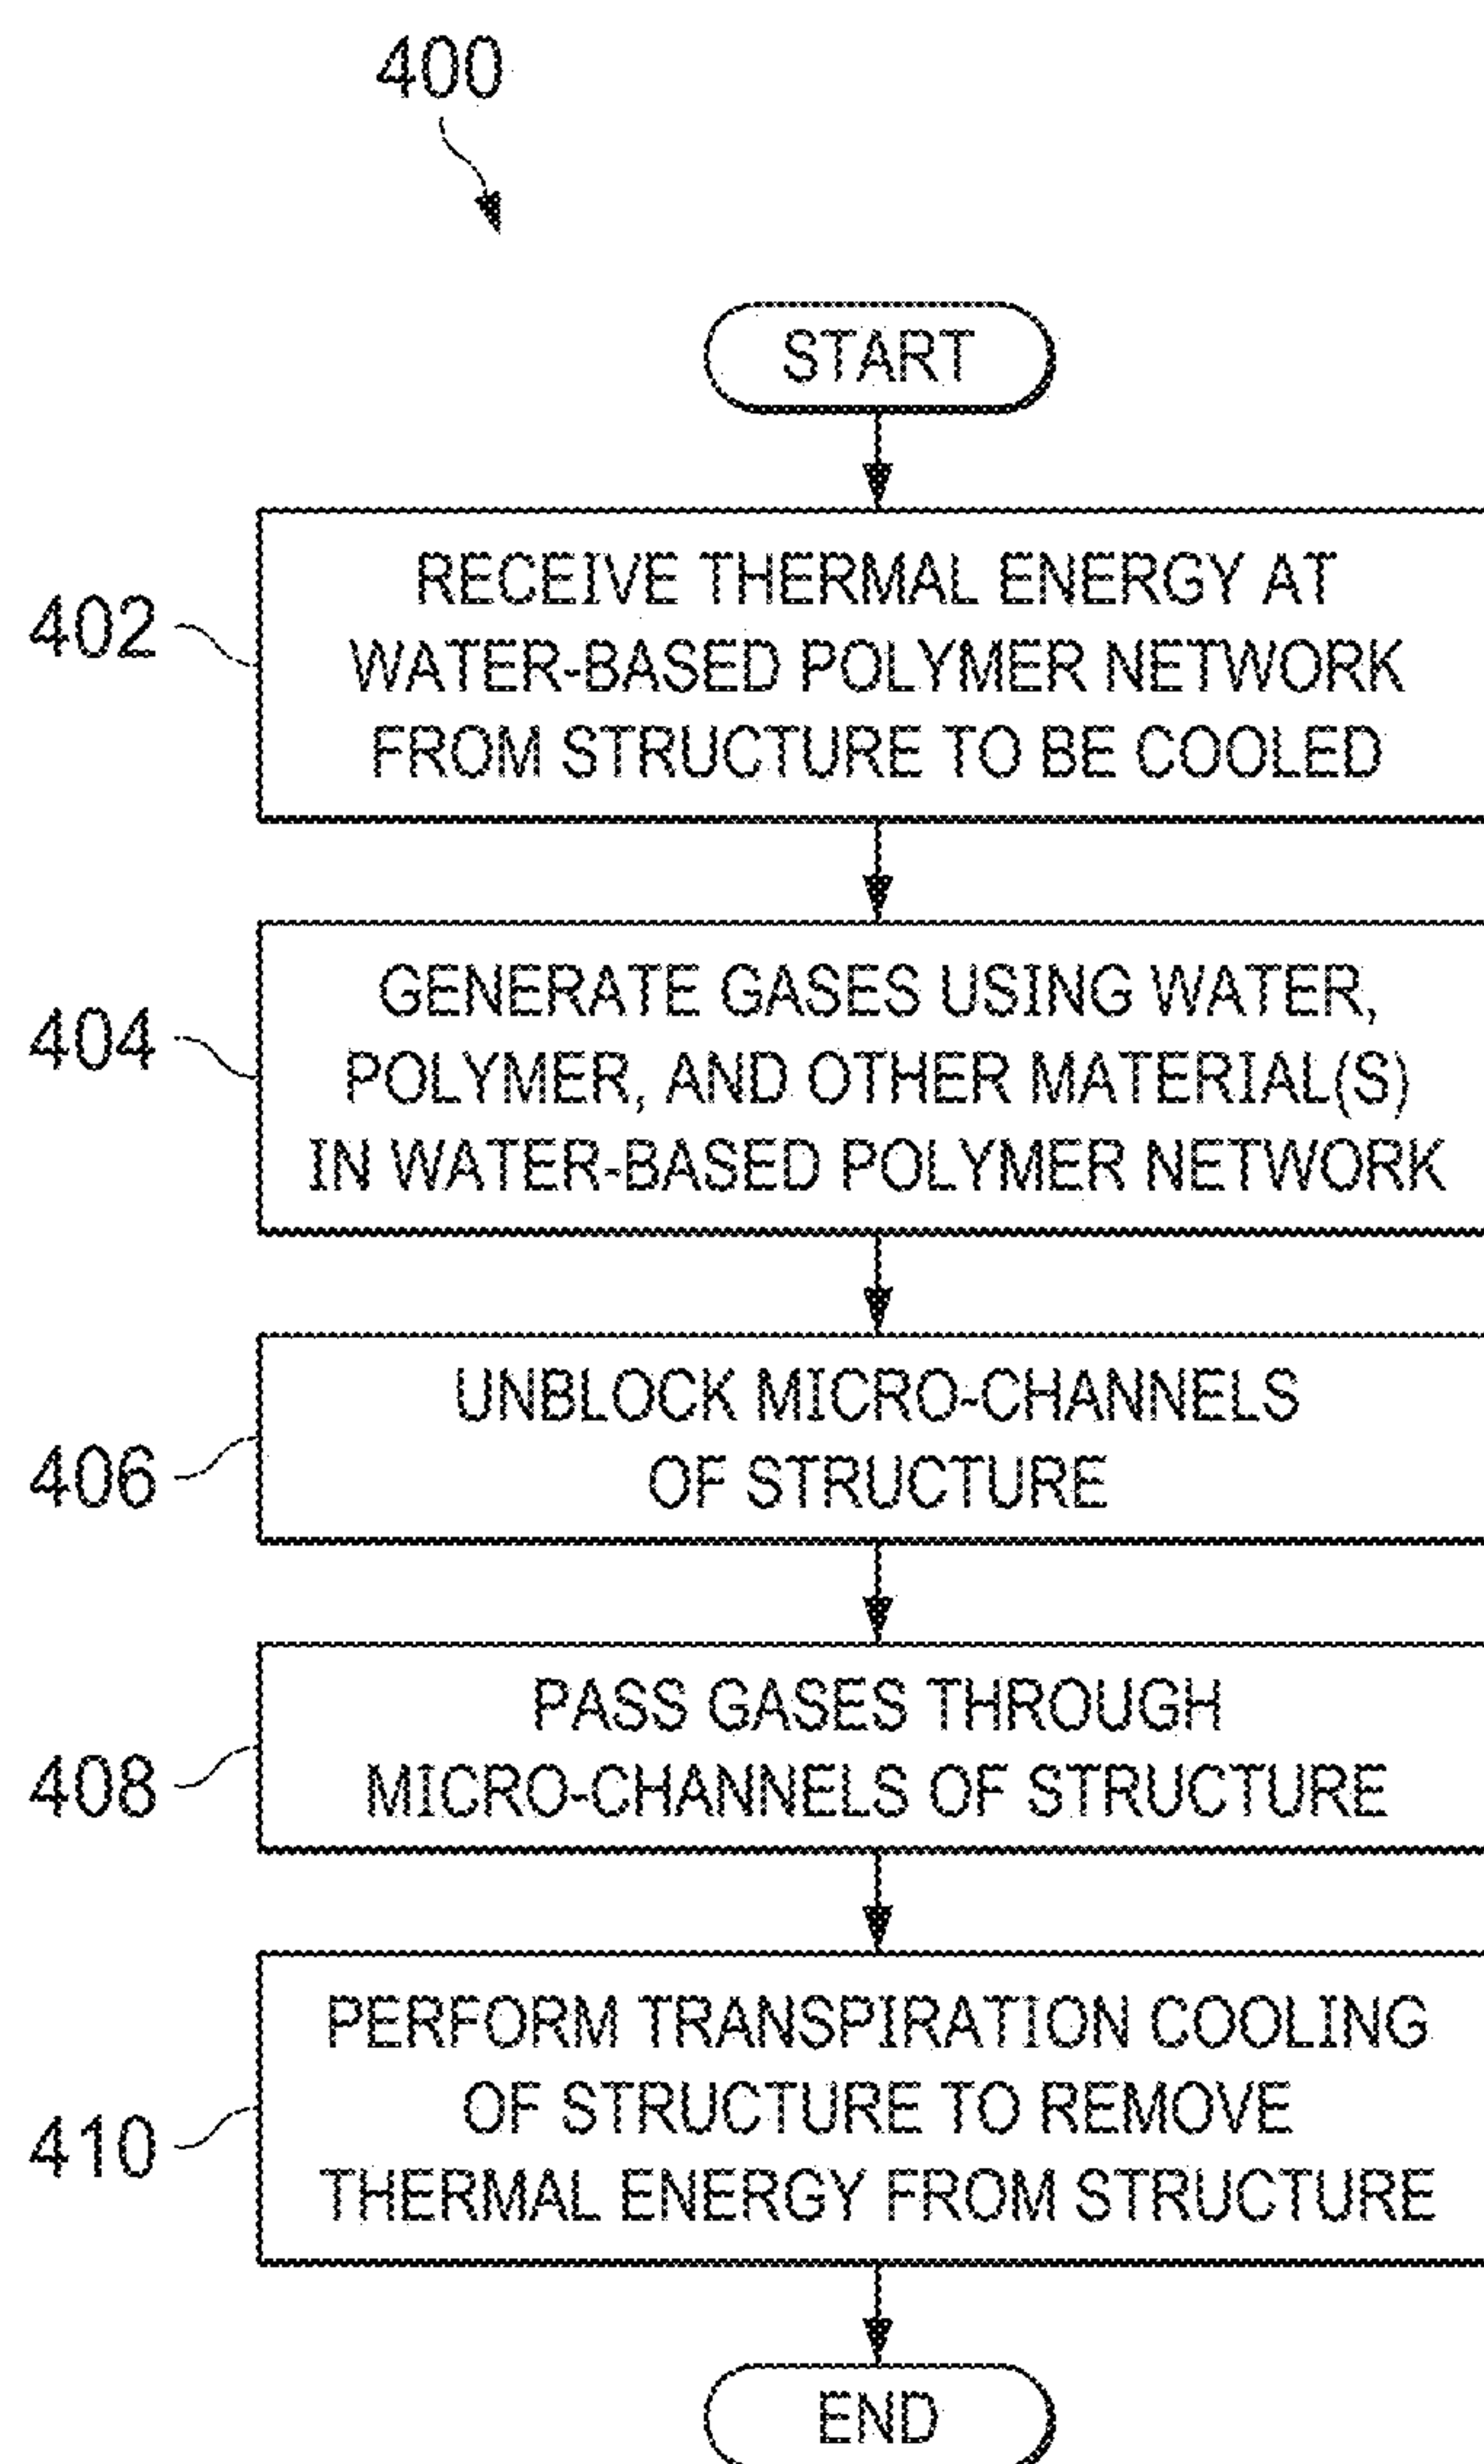 400
START
402
RECEIVE THERMAL ENERGY AT
WATER-BASED POLYMER NETWORK
FROM STRUCTURE TO BE COOLED
404
GENERATE GASES USING WATER,
POLYMER, AND OTHER MATERIAL(S)
IN WATER-BASED POLYMER NETWORK
406
UNBLOCK MICRO-CHANNELS
OF STRUCTURE
408
PASS GASES THROUGH
MICRO-CHANNELS OF STRUCTURE
410
PERFORM TRANSPIRATION COOLING
OF STRUCTURE TO REMOVE
THERMAL ENERGY FROM STRUCTURE
END